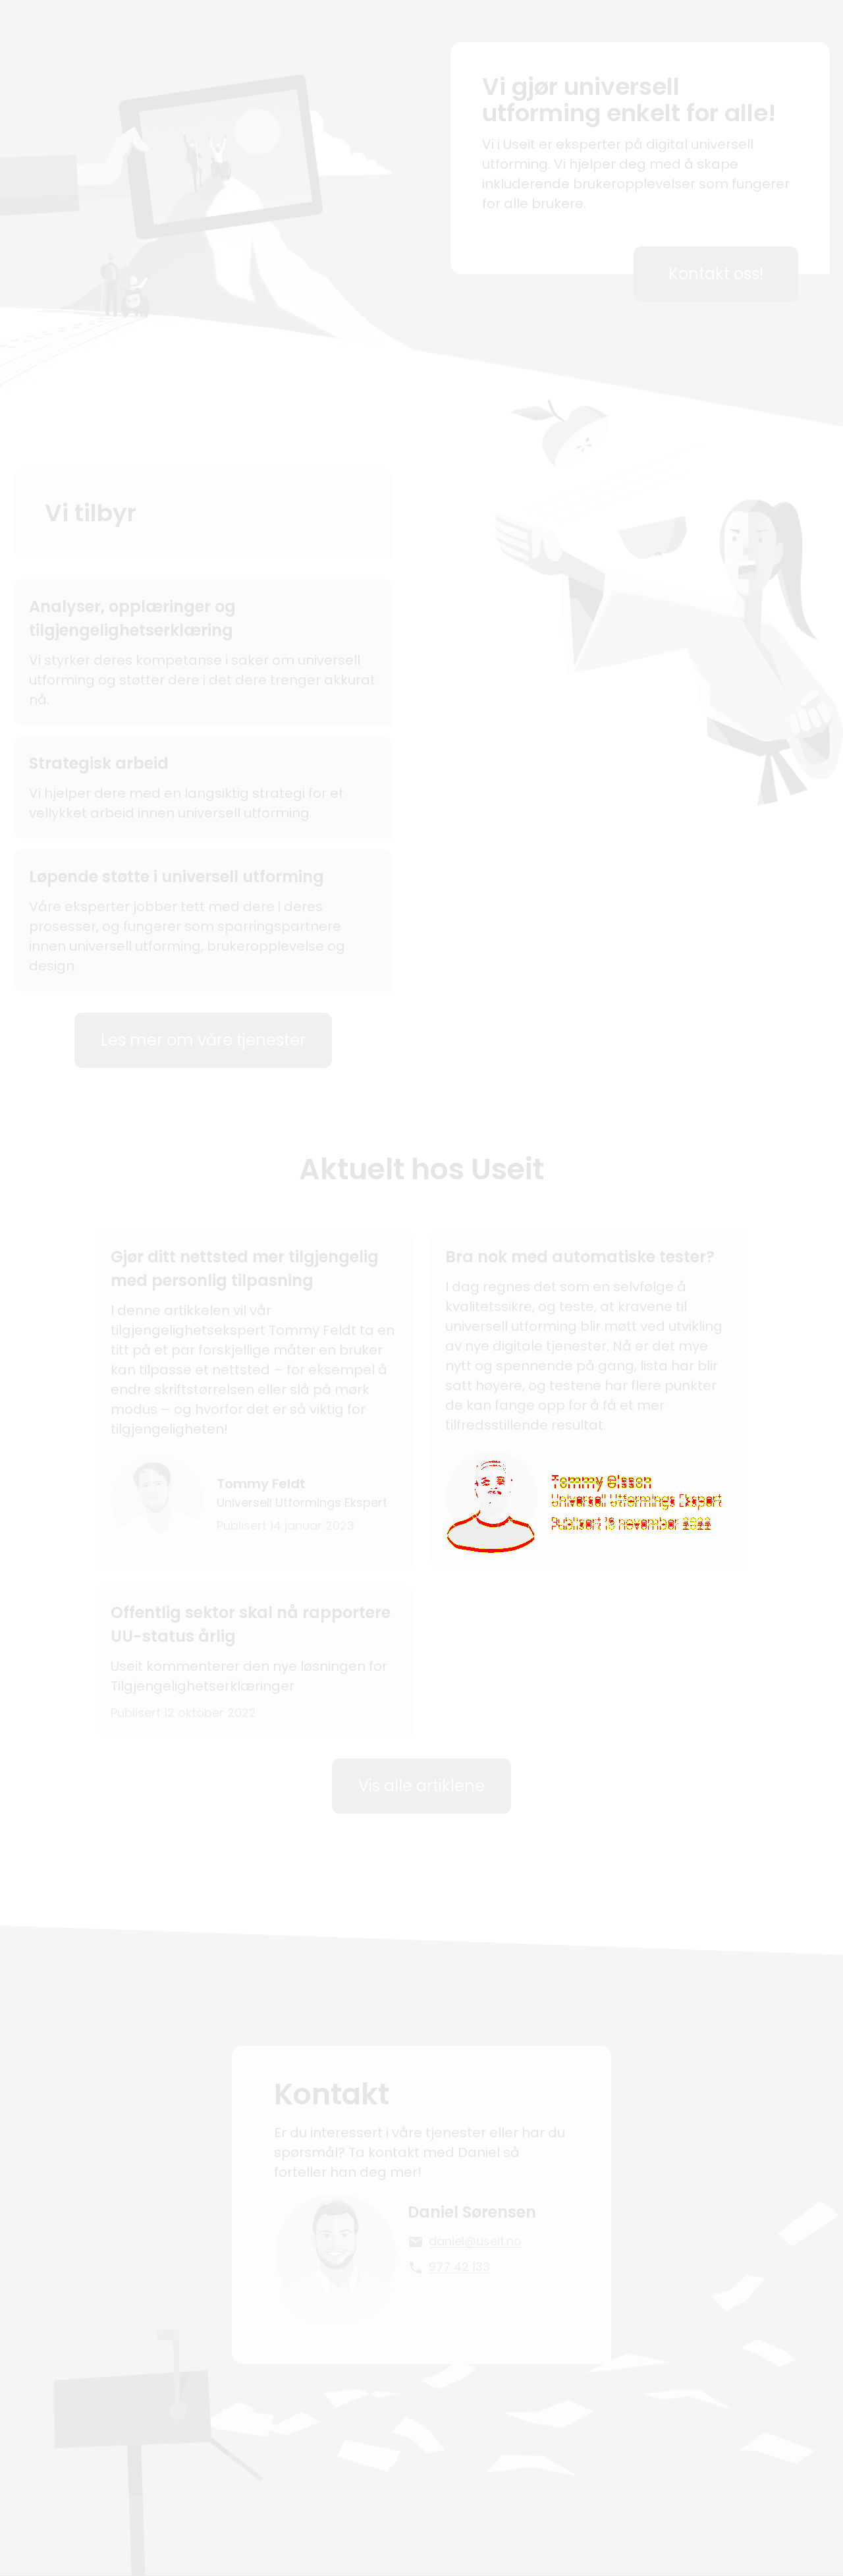 Vi gjør universell
utforming enkelt for alle!
Vi i Useit er eksperter på digital universell
utforming. Vi hjelper deg med å skape
inkluderende brukeropplevelser som fungerer
for alle brukere.
Kontakt oss!
Vi tilbyr
Analyser, opplæringer og
tilgjengelighetserklæring
Vi styrker deres kompetanse i saker om universell
utforming og støtter dere i det dere trenger akkurat
nå.
Strategisk arbeid
Vi hjelper dere med en langsiktig strategi for et
vellykket arbeid innen universell utforming.
Løpende støtte i universell utforming
Våre eksperter jobber tett med dere i deres
prosesser, og fungerer som sparringspartnere
innen universell utforming, brukeropplevelse og
design.
Les mer om våre tjenester
Aktuelt hos Useit
Gjør ditt nettsted mer tilgjengelig
med personlig tilpasning
I denne artikkelen vil vår
tilgjengelighetsekspert Tommy Feldt ta en
titt på et par forskjellige måter en bruker
kan tilpasse et nettsted – for eksempel å
endre skriftstørrelsen eller slå på mørk
modus – og hvorfor det er så viktig for
tilgjengeligheten!
Tommy Feldt
Universell Utformings Ekspert
Publisert 14 januar 2023
Bra nok med automatiske tester?
I dag regnes det som en selvfølge å
kvalitetssikre, og teste, at kravene til
universell utforming blir møtt ved utvikling
av nye digitale tjenester. Nå er det mye
nytt og spennende på gang, lista har blir
satt høyere, og testene har flere punkter
de kan fange opp for å få et mer
tilfredsstillende resultat.
Tommy Olsson
Universell Utformings Ekspert
Publisert november
Offentlig sektor skal nå rapportere
UU-status årlig
Useit kommenterer den nye løsningen for
Tilgjengelighetserklæringer
Publisert 12 oktober 2022
Vis alle artiklene
Kontakt
Er du interessert i våre tjenester eller har du
spørsmål? Ta kontakt med Daniel så
forteller han deg mer!
Daniel Sørensen
daniel@useit.no
977 42 133